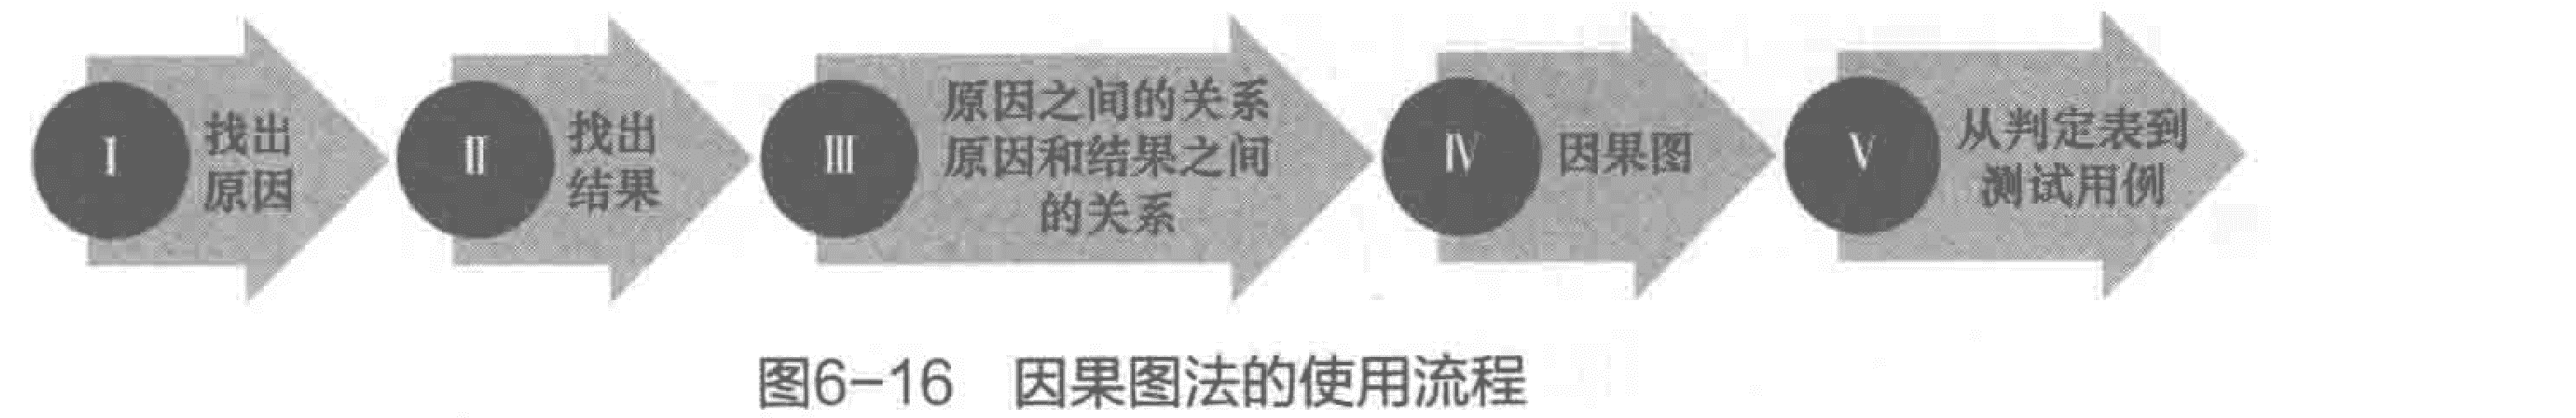 I
找出
原因
II
找出
结果
III
原因之间的关系
原因和结果之间
的关系
IV
因果图
V
从判定表到
测试用例
图6-16 因果图法的使用流程